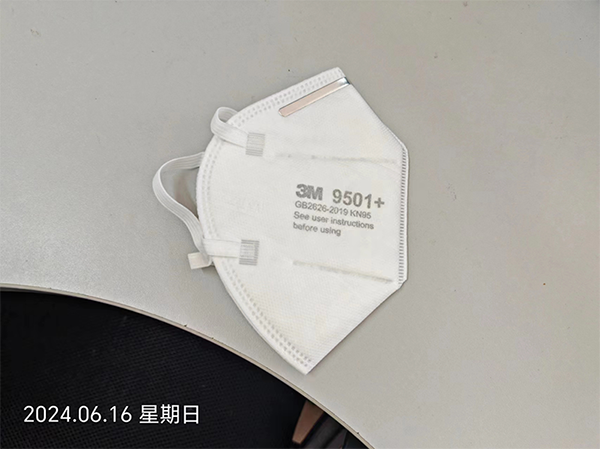 3M 9501+
GB2626-2019 KN95
See user instructions
before using
2024.06.16 星期日